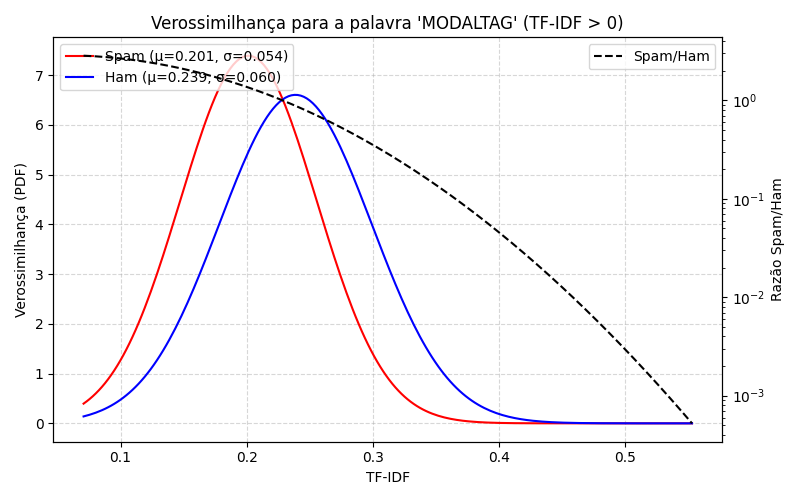 Verossimilhança para a palavra 'MODALTAG' (TF-IDF > 0)
Spam (μ=0.201, σ=0.054)
Ham (μ=0.239, σ=0.060)
Spam/Ham
Verossimilhança (PDF)
7
6
5
4
3
2
1
0
10⁰
10⁻¹
10⁻²
10⁻³
Razão Spam/Ham
0.1 0.2 0.3 0.4 0.5
TF-IDF